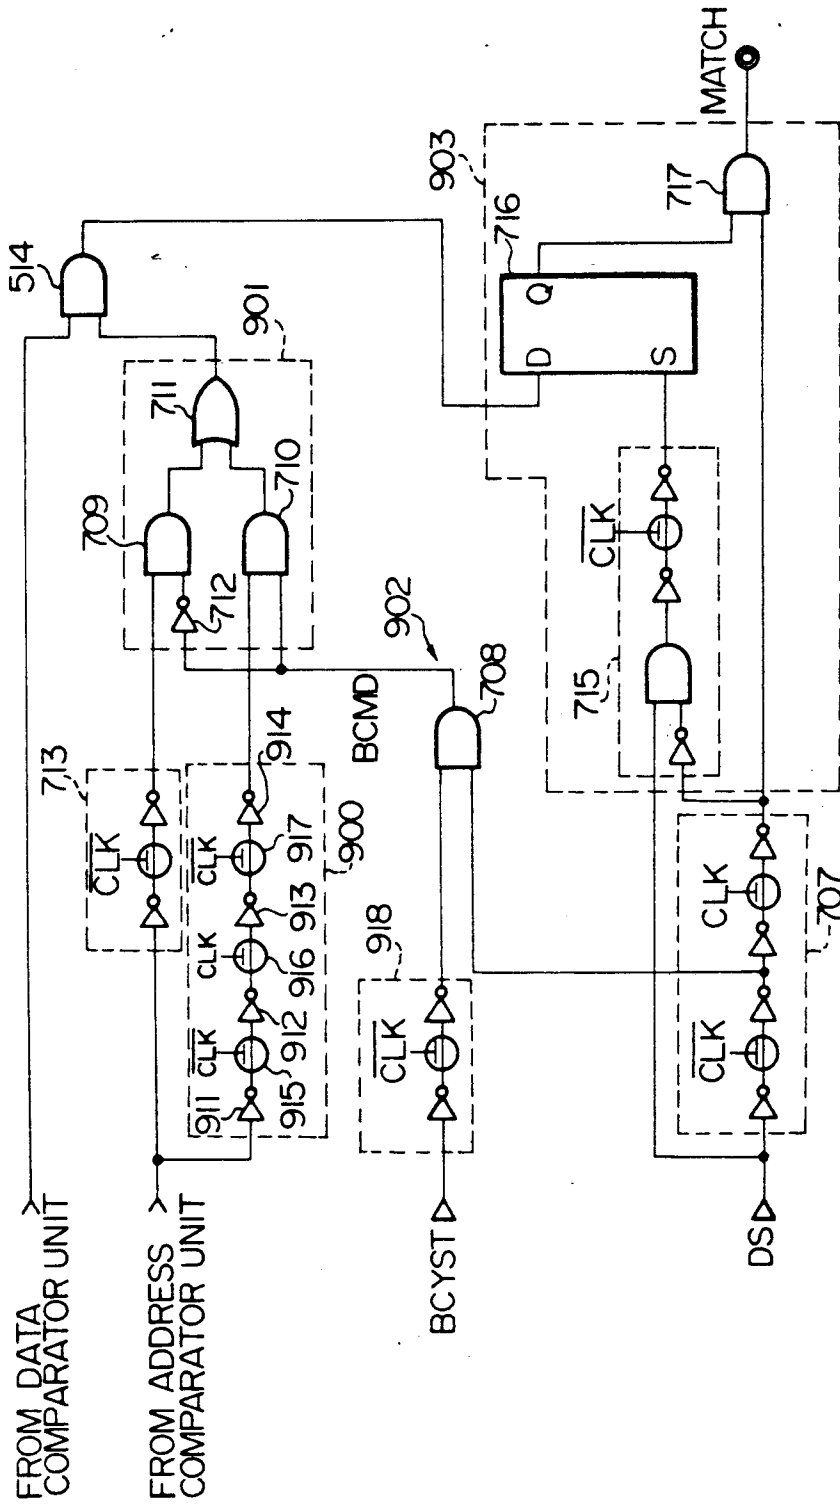 FROM DATA
COMPARATOR UNIT
FROM ADDRESS
COMPARATOR UNIT
BCYST
DS
514
901
711
709
710
712
713
CLK
911
CLK
915
912
CLK
916
913
CLK
917
914
900
BCMD
902
708
918
CLK
903
716
D
Q
S
717
MATCH
715
CLK
CLK
CLK
707